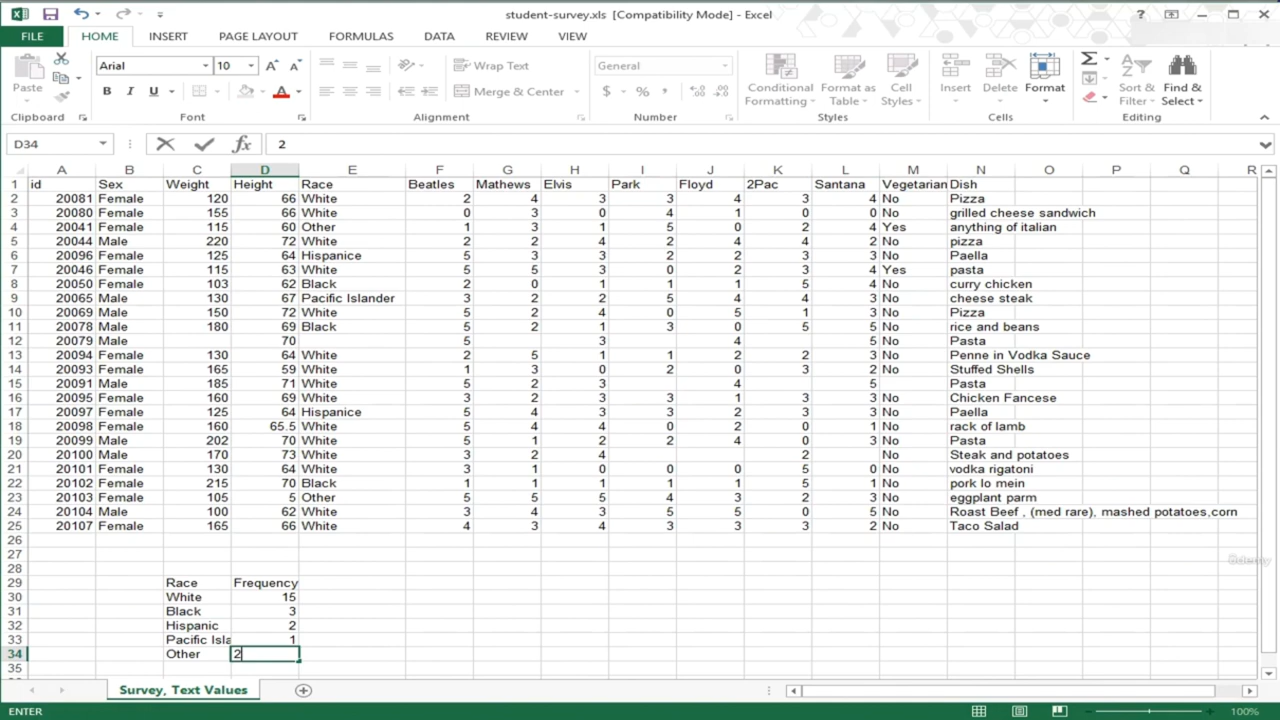 student-survey.xls [Compatibility Mode] - Excel
FILE HOME INSERT PAGE LAYOUT FORMULAS DATA REVIEW VIEW
Paste Arial 10 A A B I U A Wrap Text Merge & Center General $ % , Conditional Formatting Format as Table Cell Styles Insert Delete Format Sort & Filter Find & Select
Clipboard Font Alignment Number Styles Cells Editing
D34 fx 2
A B C D E F G H I J K L M N O P Q R
1 id Sex Weight Height Race Beatles Mathews Elvis Park Floyd 2Pac Santana Vegetarian Dish
2 20081 Female 120 66 White 2 4 3 3 4 3 4 No Pizza
3 20080 Female 155 66 White 0 3 0 4 1 0 0 No grilled cheese sandwich
4 20041 Female 115 60 Other 1 3 1 5 0 2 4 Yes anything of italian
5 20044 Male 220 72 White 2 2 4 2 4 4 2 No pizza
6 20096 Female 125 64 Hispanice 5 3 3 2 2 3 3 No Paella
7 20046 Female 115 63 White 5 5 3 0 2 3 4 Yes pasta
8 20050 Female 103 62 Black 2 0 1 1 1 5 4 No curry chicken
9 20065 Male 130 67 Pacific Islander 3 2 2 5 4 4 3 No cheese steak
10 20069 Male 150 72 White 5 2 4 0 5 1 3 No Pizza
11 20078 Male 180 69 Black 5 2 1 3 0 5 5 No rice and beans
12 20079 Male 70 5 3 4 5 No Pasta
13 20094 Female 130 64 White 2 5 1 1 2 2 3 No Penne in Vodka Sauce
14 20093 Female 165 59 White 1 3 0 2 0 3 2 No Stuffed Shells
15 20091 Male 185 71 White 5 2 3 4 5 Pasta
16 20095 Female 160 69 White 3 2 3 3 1 3 3 No Chicken Fancese
17 20097 Female 125 64 Hispanice 5 4 3 3 2 3 3 No Paella
18 20098 Female 160 65.5 White 5 4 4 0 2 0 1 No rack of lamb
19 20099 Male 202 70 White 5 1 2 2 4 0 3 No Pasta
20 20100 Male 170 73 White 3 2 4 2 No Steak and potatoes
21 20101 Female 130 64 White 3 1 0 0 0 5 0 No vodka rigatoni
22 20102 Female 215 70 Black 1 1 1 1 1 5 1 No pork lo mein
23 20103 Female 105 5 Other 5 5 5 4 3 2 3 No eggplant parm
24 20104 Male 100 62 White 3 4 3 5 5 0 5 No Roast Beef , (med rare), mashed potatoes,corn
25 20107 Female 165 66 White 4 3 4 3 3 3 2 No Taco Salad
26
27
28
29 Race Frequency
30 White 15
31 Black 3
32 Hispanic 2
33 Pacific Isla 1
34 Other 2
35
Survey, Text Values
ENTER 100%